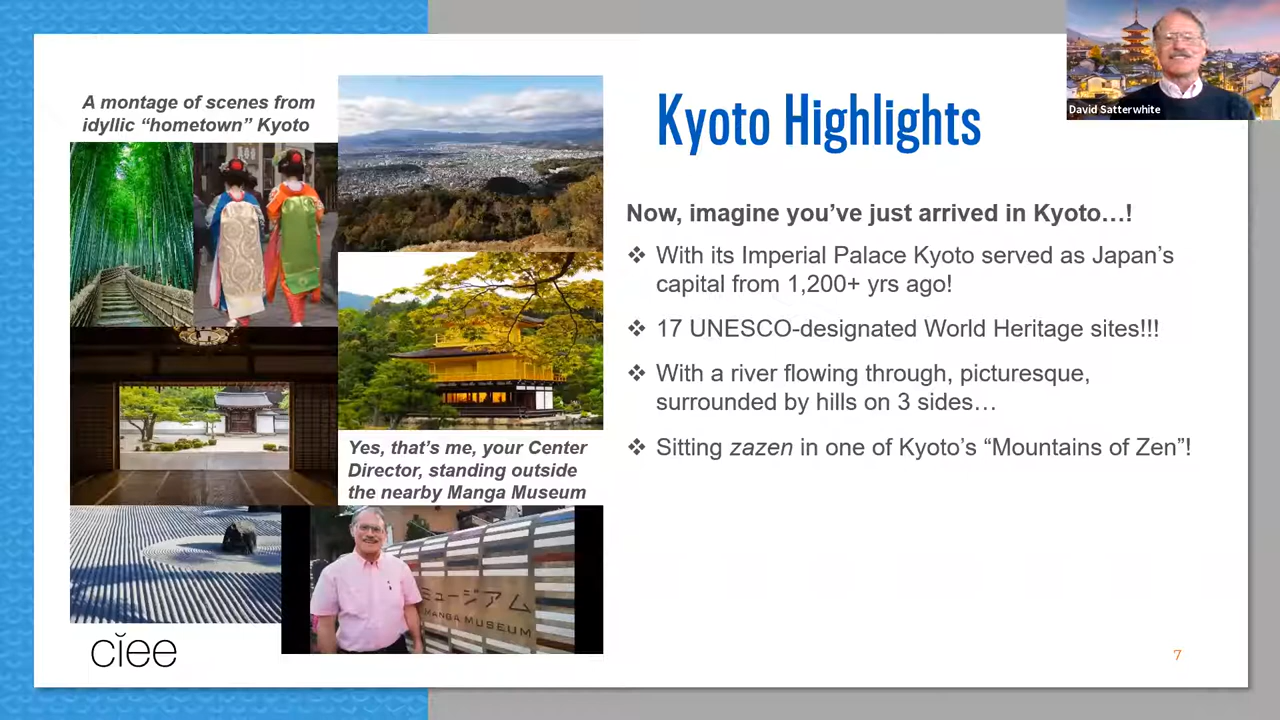 David Satterwhite
A montage of scenes from
idyllic “hometown” Kyoto
Kyoto Highlights
Now, imagine you’ve just arrived in Kyoto…!
❖ With its Imperial Palace Kyoto served as Japan’s
capital from 1,200+ yrs ago!
❖ 17 UNESCO-designated World Heritage sites!!!
❖ With a river flowing through, picturesque,
surrounded by hills on 3 sides…
❖ Sitting zazen in one of Kyoto’s “Mountains of Zen”!
Yes, that’s me, your Center
Director, standing outside
the nearby Manga Museum
ミュージアム
MANGA MUSEUM
ciee
7